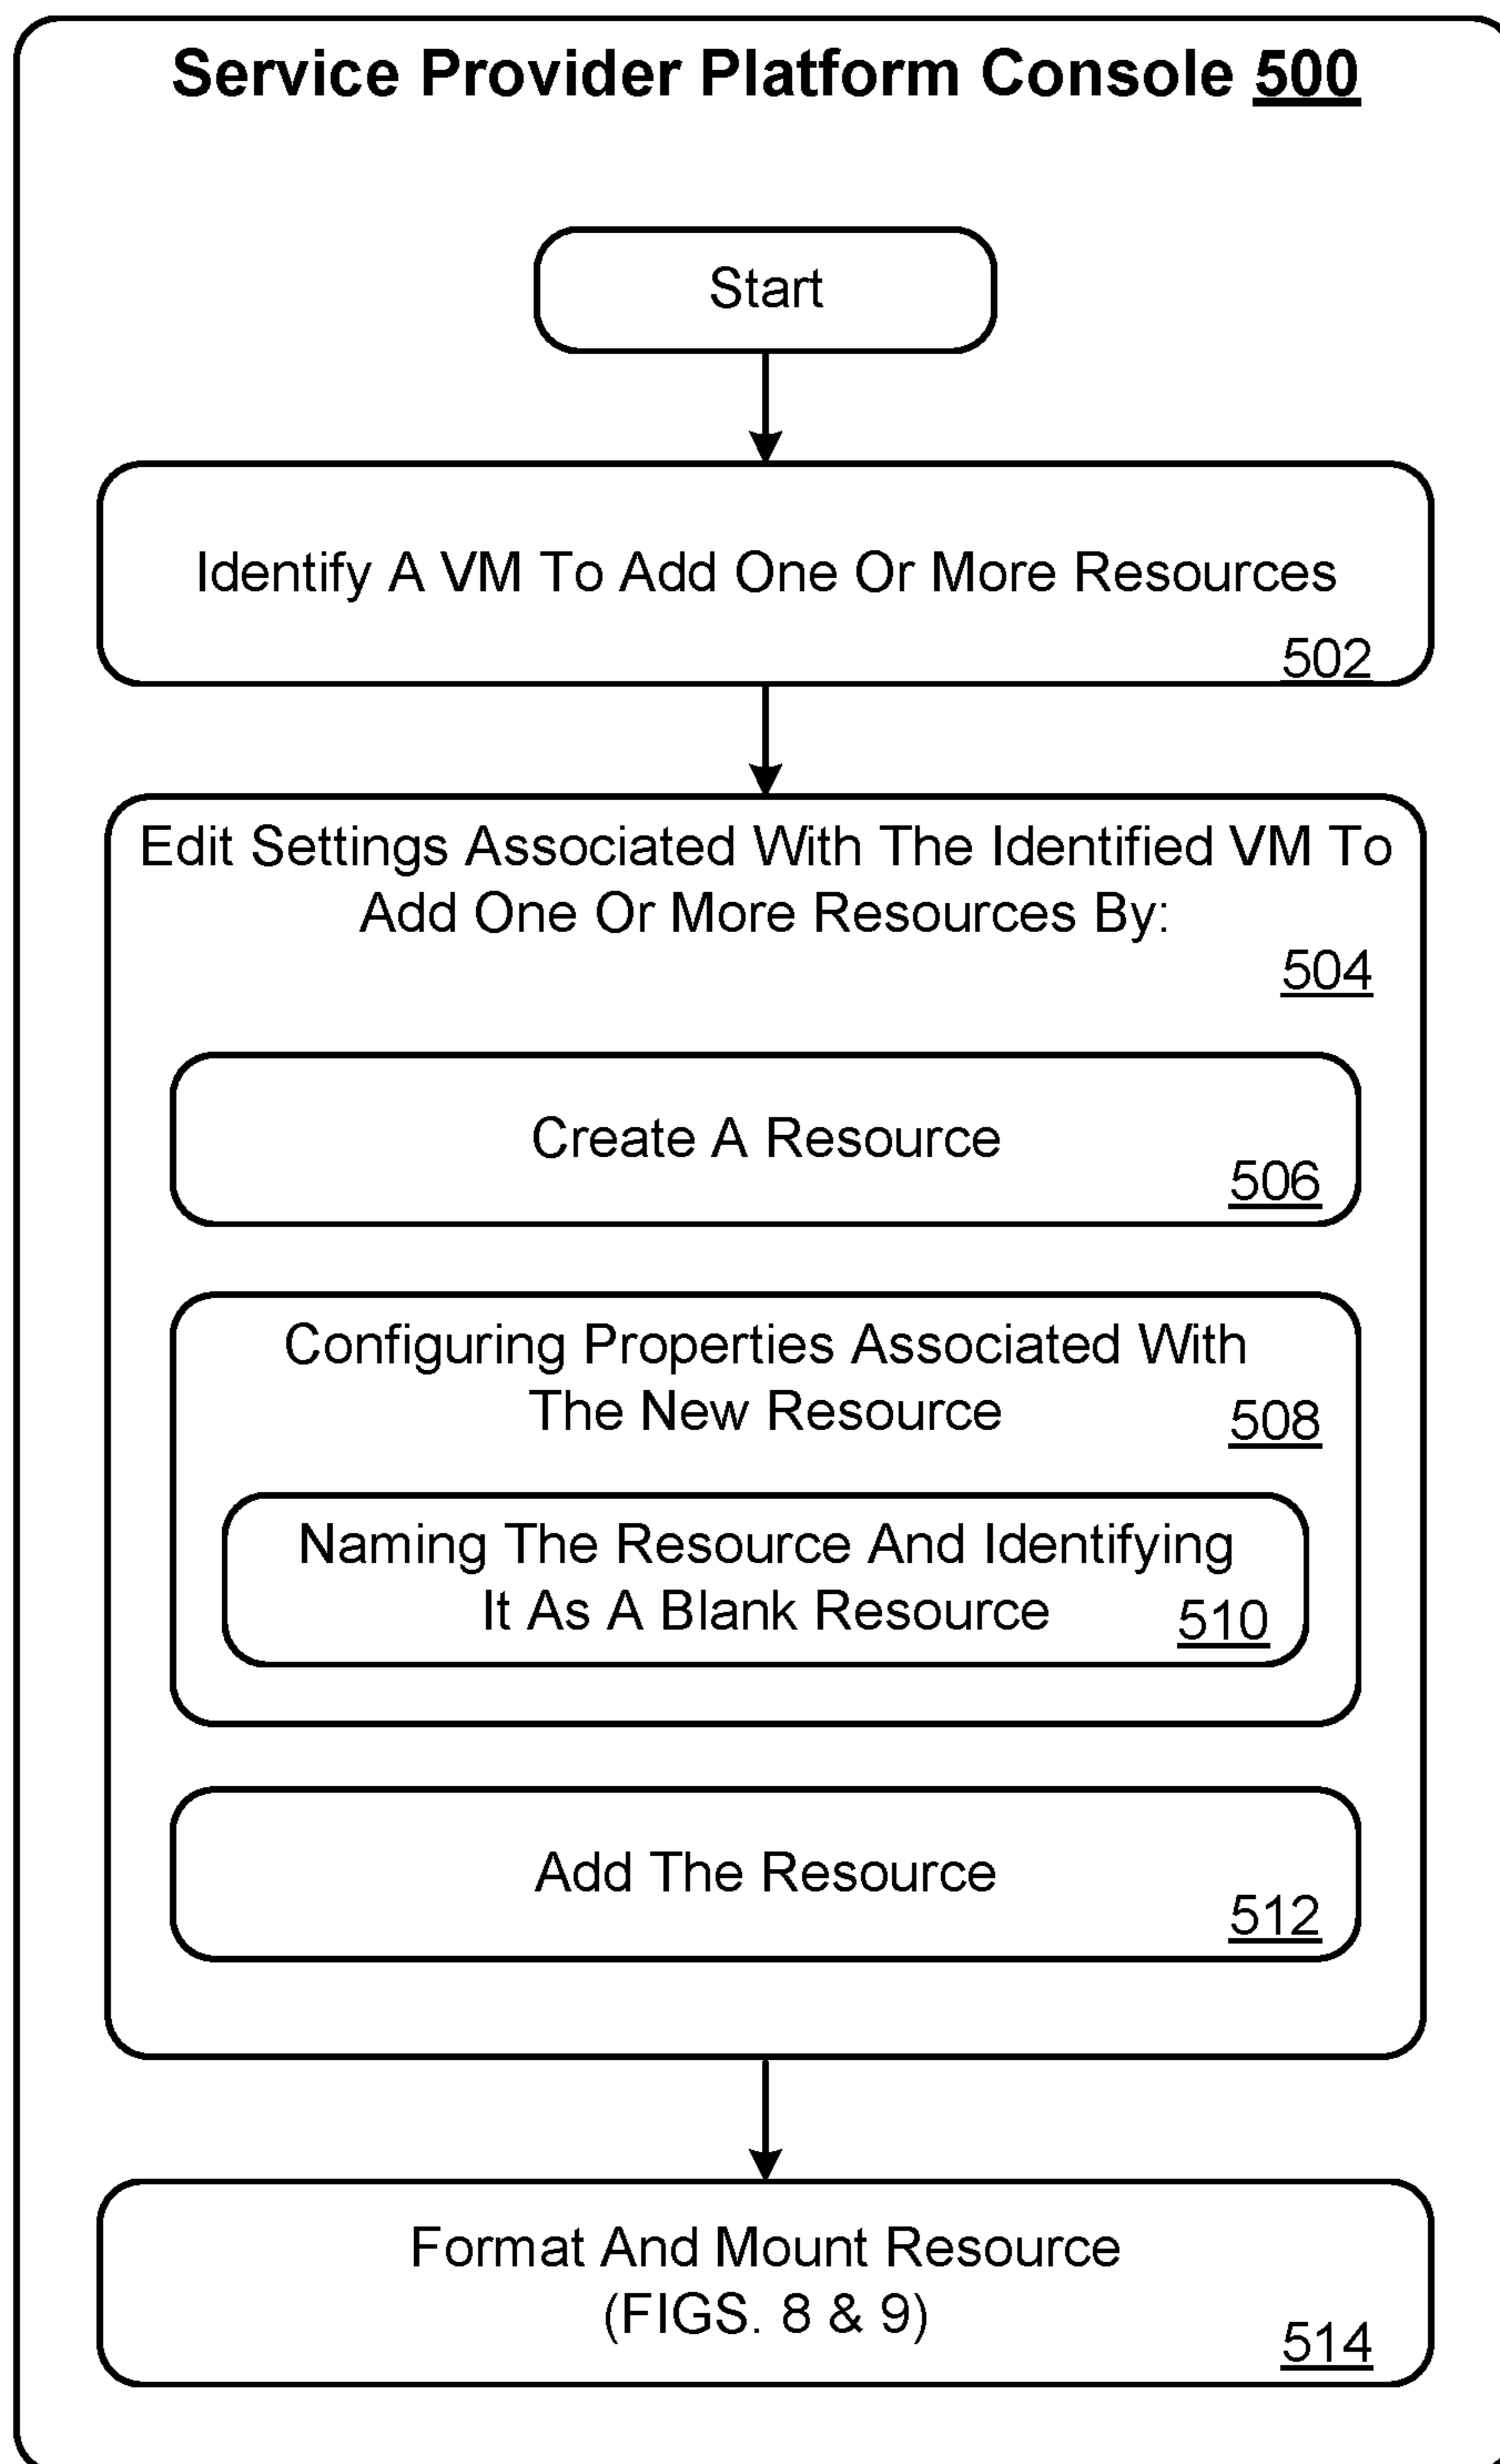 Service Provider Platform Console 500
Start
Identify A VM To Add One Or More Resources
502
Edit Settings Associated With The Identified VM To
Add One Or More Resources By:
504
Create A Resource
506
Configuring Properties Associated With
The New Resource
508
Naming The Resource And Identifying
It As A Blank Resource
510
Add The Resource
512
Format And Mount Resource
(FIGS. 8 & 9)
514